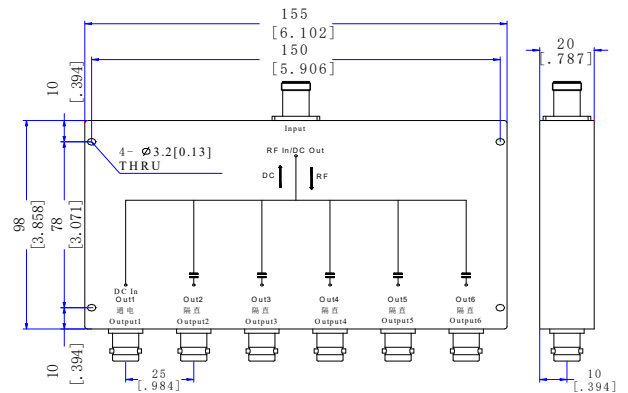 155
[6.102]
150
[5.906]
20
[.787]
10
[.394]
Input
4- Ø3.2[0.13]
THRU
RF In/DC Out
DC
RF
98
[3.858]
78
[3.071]
DC In
Out1
Out2
Out3
Out4
Out5
Out6
通电
隔直
隔直
隔直
隔直
隔直
Output1
Output2
Output3
Output4
Output5
Output6
10
[.394]
25
[.984]
10
[.394]